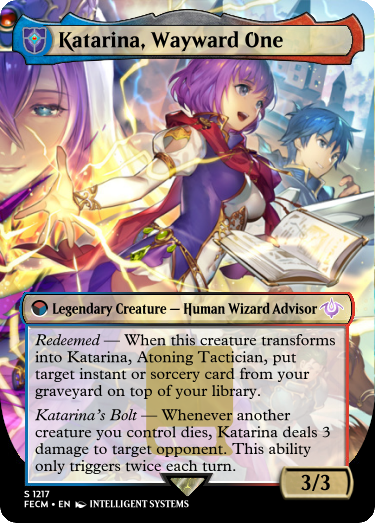 Katarina, Wayward One
Legendary Creature — Human Wizard Advisor
Redeemed — When this creature transforms
into Katarina, Atoning Tactician, put
target instant or sorcery card from your
graveyard on top of your library.
Katarina's Bolt — Whenever another
creature you control dies, Katarina deals 3
damage to target opponent. This ability
only triggers twice each turn.
3/3
S 1217
FECM • EN INTELLIGENT SYSTEMS